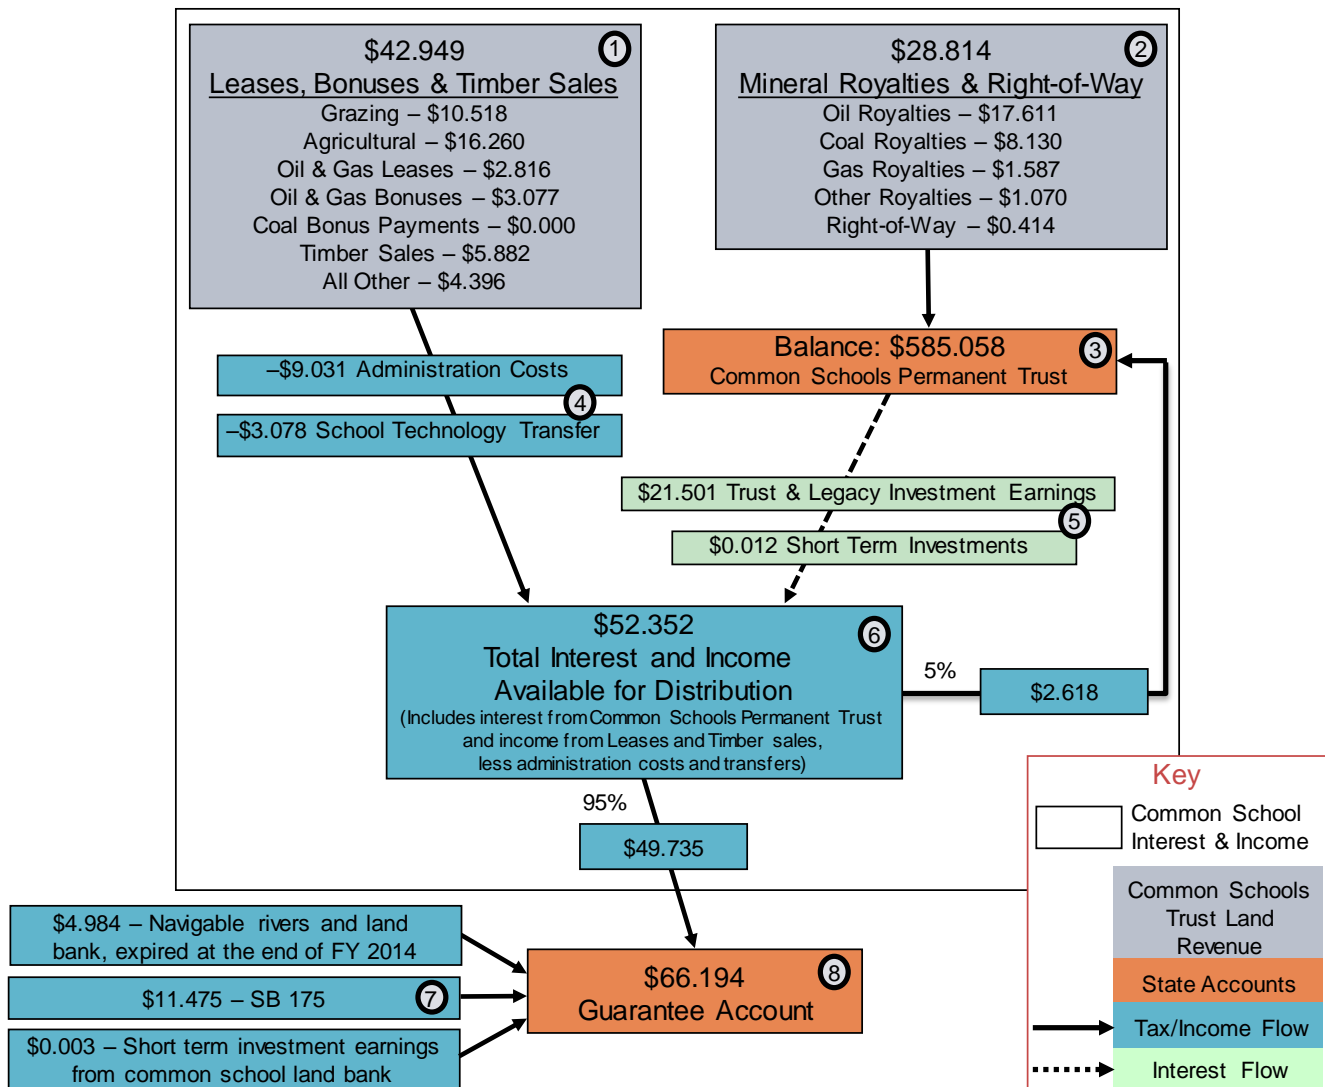 1
$42.949
Leases, Bonuses & Timber Sales
Grazing – $10.518
Agricultural – $16.260
Oil & Gas Leases – $2.816
Oil & Gas Bonuses – $3.077
Coal Bonus Payments – $0.000
Timber Sales – $5.882
All Other – $4.396
2
$28.814
Mineral Royalties & Right-of-Way
Oil Royalties – $17.611
Coal Royalties – $8.130
Gas Royalties – $1.587
Other Royalties – $1.070
Right-of-Way – $0.414
Balance: $585.058
Common Schools Permanent Trust
3
–$9.031 Administration Costs
4
–$3.078 School Technology Transfer
$21.501 Trust & Legacy Investment Earnings
5
$0.012 Short Term Investments
$52.352
6
Total Interest and Income
Available for Distribution
(Includes interest from Common Schools Permanent Trust
and income from Leases and Timber sales,
less administration costs and transfers)
5%
$2.618
95%
$49.735
$4.984 – Navigable rivers and land
bank, expired at the end of FY 2014
$11.475 – SB 175
7
$0.003 – Short term investment earnings
from common school land bank
$66.194
Guarantee Account
8
Key
Common School
Interest & Income
Common Schools
Trust Land
Revenue
State Accounts
Tax/Income Flow
Interest Flow